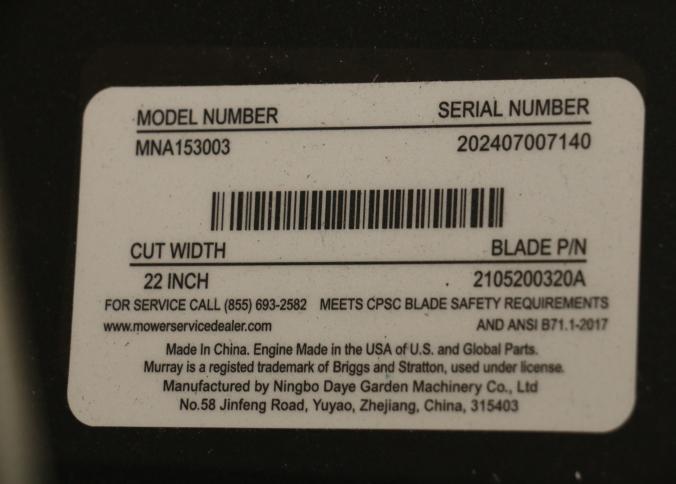 MODEL NUMBER SERIAL NUMBER
MNA153003 202407007140
CUT WIDTH BLADE P/N
22 INCH 2105200320A
FOR SERVICE CALL (855) 693-2582 MEETS CPSC BLADE SAFETY REQUIREMENTS
www.mowerservicedealer.com AND ANSI B71.1-2017
Made In China. Engine Made in the USA of U.S. and Global Parts.
Murray is a registed trademark of Briggs and Stratton, used under license.
Manufactured by Ningbo Daye Garden Machinery Co., Ltd
No.58 Jinfeng Road, Yuyao, Zhejiang, China, 315403